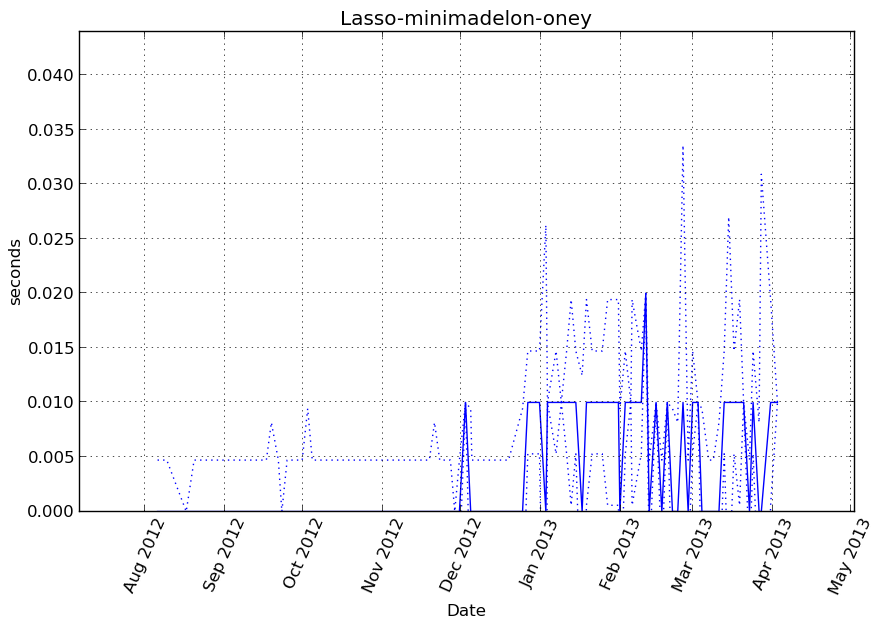 Lasso-minimadelon-oney
0.040
0.035
0.030
0.025
0.020
0.015
0.010
0.005
0.000
seconds
Aug 2012
Sep 2012
Oct 2012
Nov 2012
Dec 2012
Jan 2013
Feb 2013
Mar 2013
Apr 2013
May 2013
Date